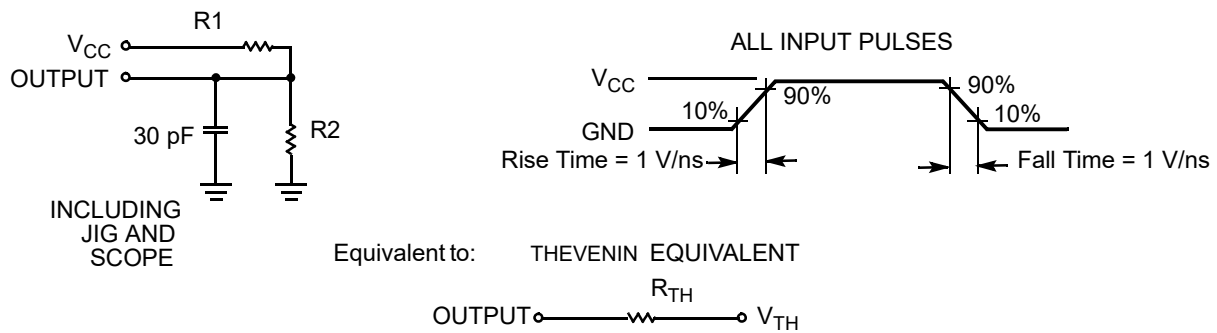 R1
VCC
OUTPUT
30 pF
R2
INCLUDING
JIG AND
SCOPE
ALL INPUT PULSES
VCC
GND
10%
90%
90%
10%
Rise Time = 1 V/ns
Fall Time = 1 V/ns
Equivalent to: THEVENIN EQUIVALENT
RTH
OUTPUT
VTH